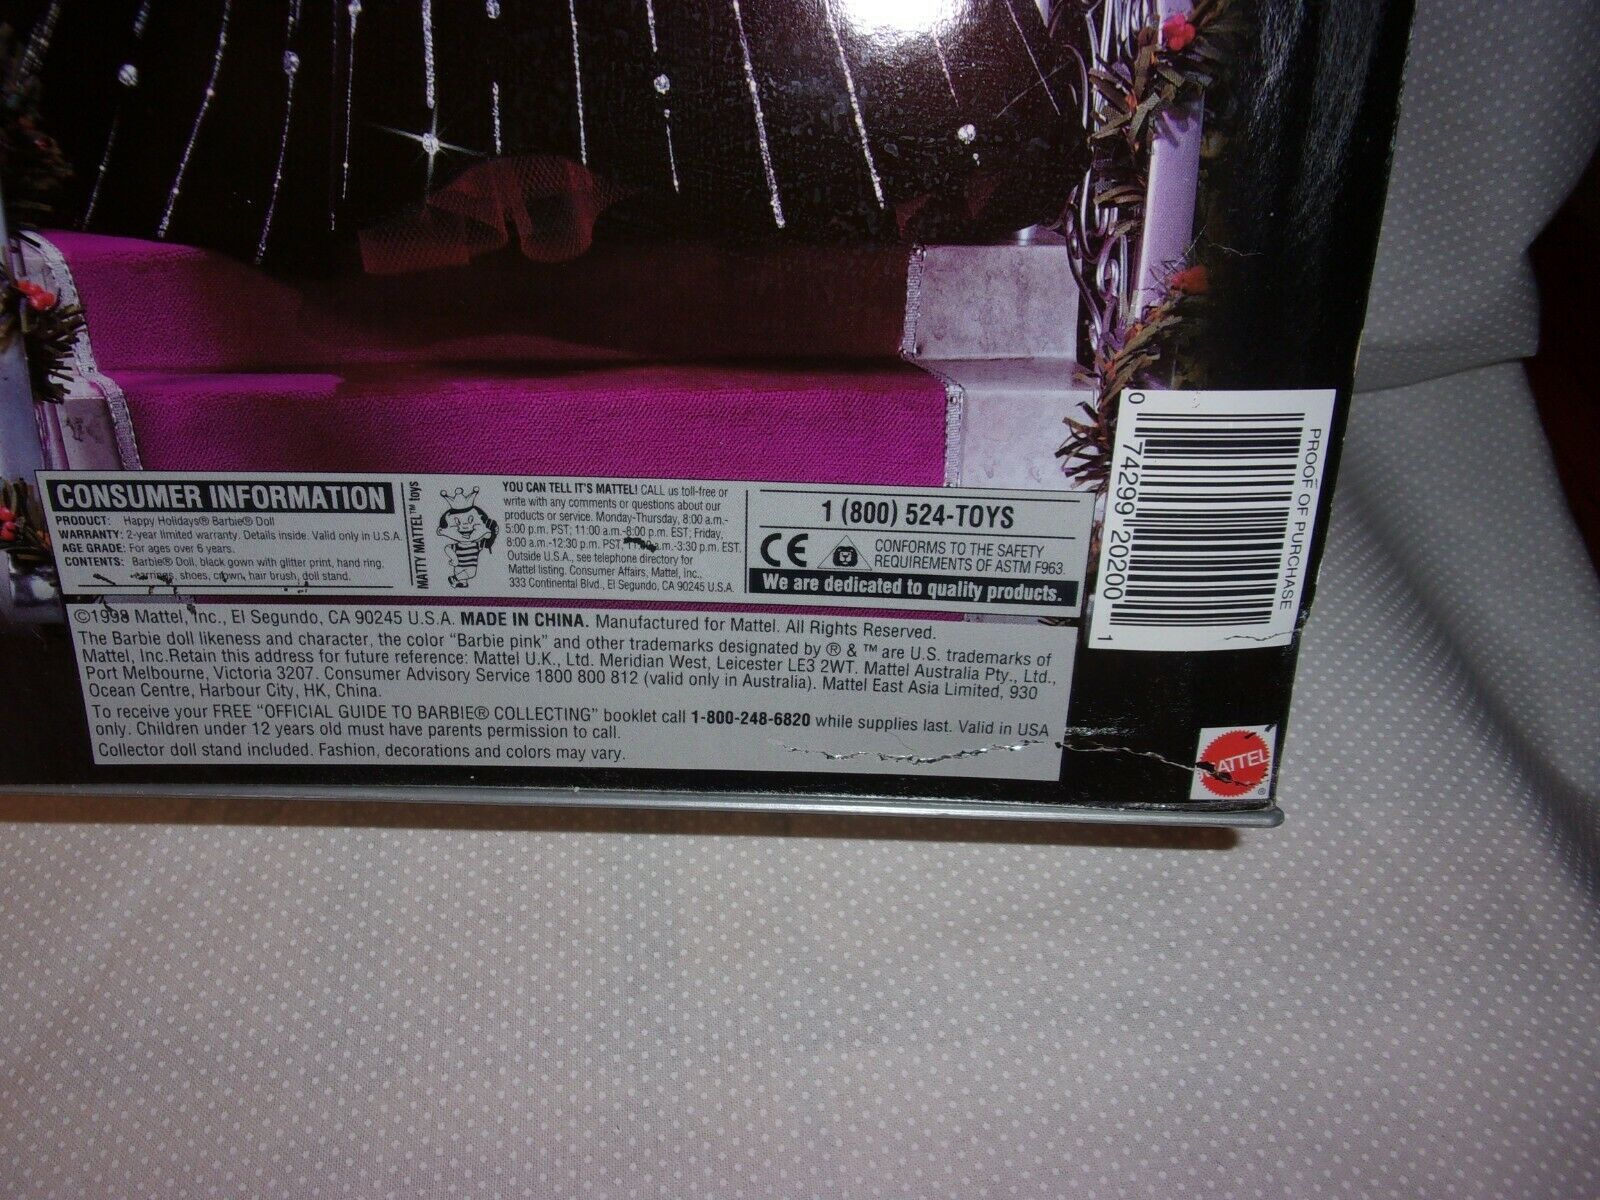 CONSUMER INFORMATION
PRODUCT: Happy Holidays® Barbie® Doll
WARRANTY: 2-year limited warranty. Details inside. Valid only in U.S.A.
AGE GRADE: For ages over 6 years.
CONTENTS: Barbie® Doll, black gown with glitter print, hand ring,
earrings, shoes, crown, hair brush, doll stand.
MATTY MATTEL™ toys
YOU CAN TELL IT'S MATTEL! CALL us toll-free or
write with any comments or questions about our
products or service. Monday-Thursday, 8:00 a.m.-
5:00 p.m. PST; 11:00 a.m.-8:00 p.m. EST; Friday,
8:00 a.m.-12:30 p.m. PST, 11:00 a.m.-3:30 p.m. EST.
Outside U.S.A., see telephone directory for
Mattel listing. Consumer Affairs, Mattel, Inc.,
333 Continental Blvd., El Segundo, CA 90245 U.S.A.
1 (800) 524-TOYS
CE
CONFORMS TO THE SAFETY
REQUIREMENTS OF ASTM F963.
We are dedicated to quality products.
©1998 Mattel, Inc., El Segundo, CA 90245 U.S.A. MADE IN CHINA. Manufactured for Mattel. All Rights Reserved.
The Barbie doll likeness and character, the color "Barbie pink" and other trademarks designated by ® & ™ are U.S. trademarks of
Mattel, Inc.Retain this address for future reference: Mattel U.K., Ltd. Meridian West, Leicester LE3 2WT. Mattel Australia Pty., Ltd.,
Port Melbourne, Victoria 3207. Consumer Advisory Service 1800 800 812 (valid only in Australia). Mattel East Asia Limited, 930
Ocean Centre, Harbour City, HK, China.
To receive your FREE "OFFICIAL GUIDE TO BARBIE® COLLECTING" booklet call 1-800-248-6820 while supplies last. Valid in USA
only. Children under 12 years old must have parents permission to call.
Collector doll stand included. Fashion, decorations and colors may vary.
0 74299 20200 1
PROOF OF PURCHASE
MATTEL®